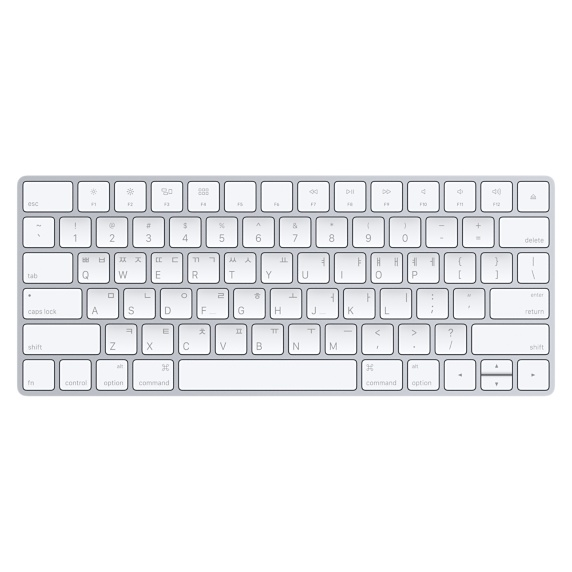 esc F1 F2 F3 F4 F5 F6 F7 F8 F9 F10 F11 F12
~ ! @ # $ % ^ & * ( ) _ +
` 1 2 3 4 5 6 7 8 9 0 - = delete
ㅃ ㅂ ㅉ ㅈ ㄸ ㄷ ㄲ ㄱ ㅆ ㅅ ㅛ ㅕ ㅑ ㅒ ㅐ ㅖ ㅔ { } |
tab Q W E R T Y U I O P [ ] \
ㅁ ㄴ ㅇ ㄹ ㅎ ㅗ ㅓ ㅏ ㅣ : " enter
caps lock A S D F G H J K L ; ' return
ㅋ ㅌ ㅊ ㅍ ㅠ ㅜ ㅡ < > ?
shift Z X C V B N M , . / shift
alt ⌘ ⌘ alt
fn control option command command option ◄ ▲ ▼ ►